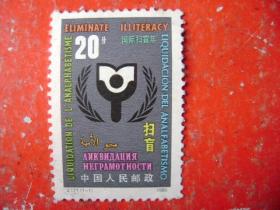 ELIMINATE ILLITERACY
20分
国际扫盲年
LIQUIDATION DE L'ANALPHABETISME
LIQUIDACION DEL ANALFABETISMO
扫盲
ЛИКВИДАЦИЯ
НЕГРАМОТНОСТИ
中国人民邮政